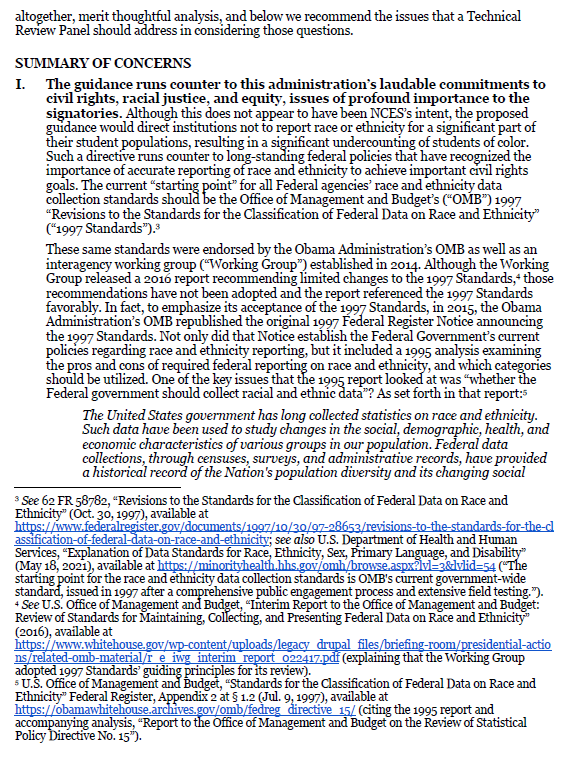 altogether, merit thoughtful analysis, and below we recommend the issues that a Technical
Review Panel should address in considering those questions.
SUMMARY OF CONCERNS
I. The guidance runs counter to this administration's laudable commitments to
civil rights, racial justice, and equity, issues of profound importance to the
signatories. Although this does not appear to have been NCES's intent, the proposed
guidance would direct institutions not to report race or ethnicity for a significant part of
their student populations, resulting in a significant undercounting of students of color.
Such a directive runs counter to long-standing federal policies that have recognized the
importance of accurate reporting of race and ethnicity to achieve important civil rights
goals. The current "starting point" for all Federal agencies' race and ethnicity data
collection standards should be the Office of Management and Budget's ("OMB") 1997
"Revisions to the Standards for the Classification of Federal Data on Race and Ethnicity"
("1997 Standards").³
These same standards were endorsed by the Obama Administration's OMB as well as an
interagency working group ("Working Group") established in 2014. Although the Working
Group released a 2016 report recommending limited changes to the 1997 Standards,⁴ those
recommendations have not been adopted and the report referenced the 1997 Standards
favorably. In fact, to emphasize its acceptance of the 1997 Standards, in 2015, the Obama
Administration's OMB republished the original 1997 Federal Register Notice announcing
the 1997 Standards. Not only did that Notice establish the Federal Government's current
policies regarding race and ethnicity reporting, but it included a 1995 analysis examining
the pros and cons of required federal reporting on race and ethnicity, and which categories
should be utilized. One of the key issues that the 1995 report looked at was "whether the
Federal government should collect racial and ethnic data"? As set forth in that report:⁵
The United States government has long collected statistics on race and ethnicity.
Such data have been used to study changes in the social, demographic, health, and
economic characteristics of various groups in our population. Federal data
collections, through censuses, surveys, and administrative records, have provided
a historical record of the Nation's population diversity and its changing social
³ See 62 FR 58782, "Revisions to the Standards for the Classification of Federal Data on Race and
Ethnicity" (Oct. 30, 1997), available at
https://www.federalregister.gov/documents/1997/10/30/97-28653/revisions-to-the-standards-for-the-cl
assification-of-federal-data-on-race-and-ethnicity; see also U.S. Department of Health and Human
Services, "Explanation of Data Standards for Race, Ethnicity, Sex, Primary Language, and Disability"
(May 18, 2021), available at https://minorityhealth.hhs.gov/omh/browse.aspx?lvl=3&lvlid=54 ("The
starting point for the race and ethnicity data collection standards is OMB's current government-wide
standard, issued in 1997 after a comprehensive public engagement process and extensive field testing.").
⁴ See U.S. Office of Management and Budget, "Interim Report to the Office of Management and Budget:
Review of Standards for Maintaining, Collecting, and Presenting Federal Data on Race and Ethnicity"
(2016), available at
https://www.whitehouse.gov/wp-content/uploads/legacy_drupal_files/briefing-room/presidential-actio
ns/related-omb-material/r_e_iwg_interim_report_022417.pdf (explaining that the Working Group
adopted 1997 Standards' guiding principles for its review).
⁵ U.S. Office of Management and Budget, "Standards for the Classification of Federal Data on Race and
Ethnicity" Federal Register, Appendix 2 at § 1.2 (Jul. 9, 1997), available at
https://obamawhitehouse.archives.gov/omb/fedreg_directive_15/ (citing the 1995 report and
accompanying analysis, "Report to the Office of Management and Budget on the Review of Statistical
Policy Directive No. 15").